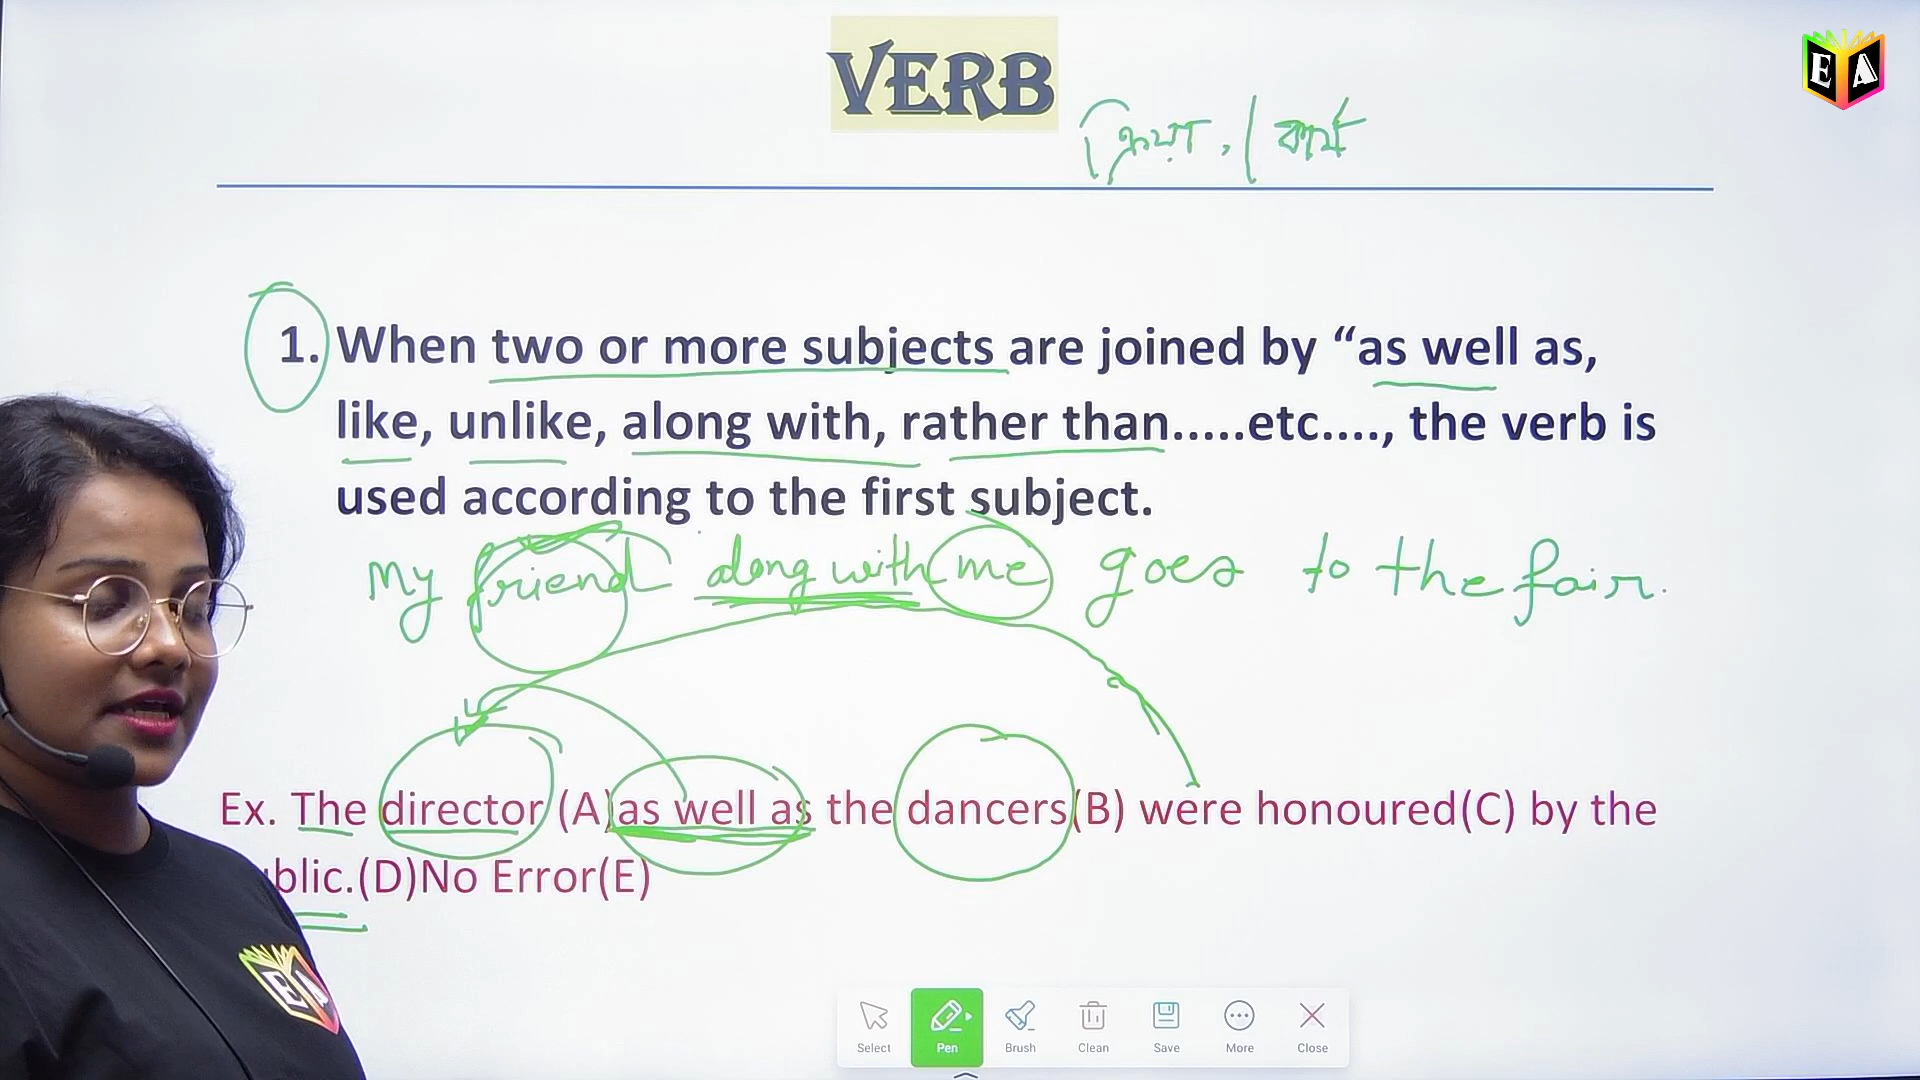 VERB
EA
ক্রিয়া, / কার্য
1. When two or more subjects are joined by “as well as,
like, unlike, along with, rather than.....etc...., the verb is
used according to the first subject.
My friend along with me goes to the fair.
Ex. The director (A)as well as the dancers(B) were honoured(C) by the
blic.(D)No Error(E)
EA
Select Pen Brush Clean Save More Close